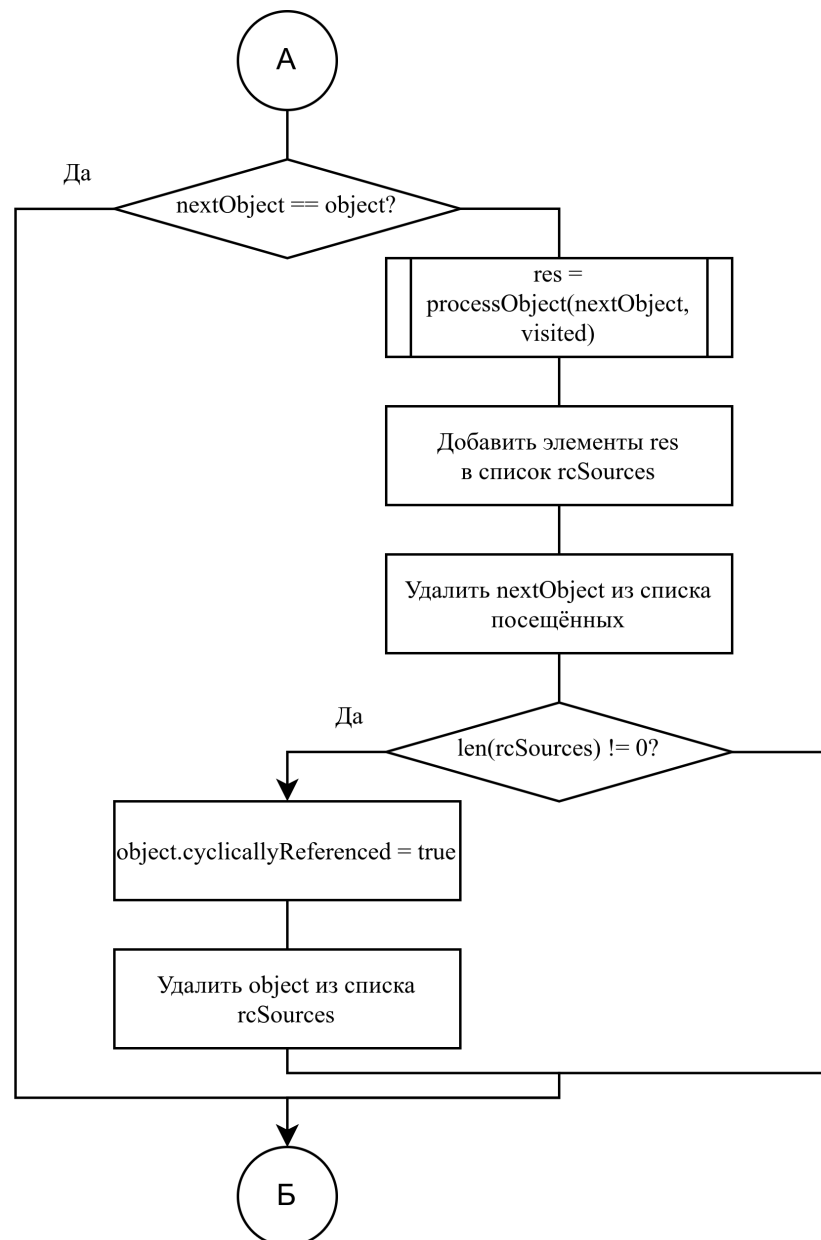 А
Да
nextObject == object?
res =
processObject(nextObject,
visited)
Добавить элементы res
в список rcSources
Удалить nextObject из списка
посещённых
Да
len(rcSources) != 0?
object.cyclicallyReferenced = true
Удалить object из списка
rcSources
Б